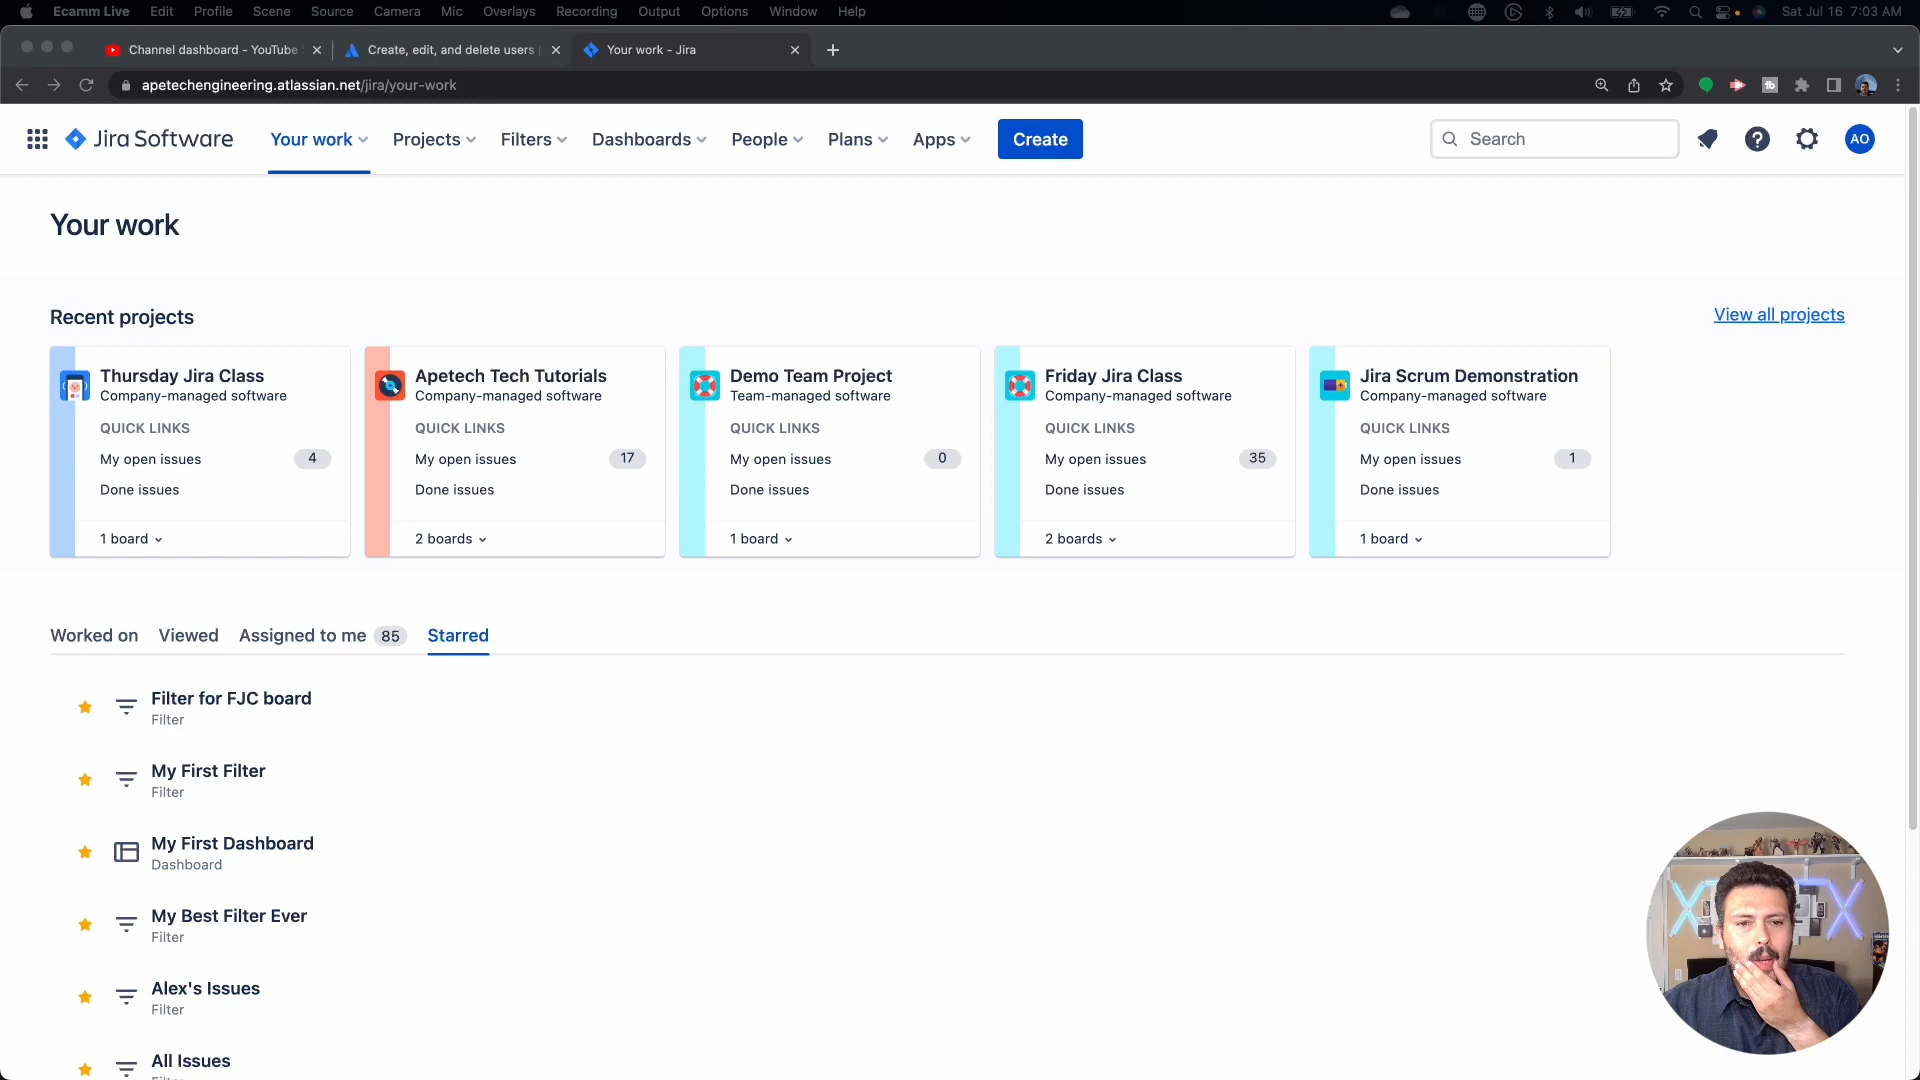 Ecamm Live Edit Profile Scene Source Camera Mic Overlays Recording Output Options Window Help Sat Jul 16 7:03 AM
Channel dashboard - YouTube Create, edit, and delete users | Your work - Jira
apetechengineering.atlassian.net/jira/your-work
Jira Software Your work Projects Filters Dashboards People Plans Apps Create Search AO
Your work
Recent projects View all projects
Thursday Jira Class
Company-managed software
QUICK LINKS
My open issues 4
Done issues
1 board
Apetech Tech Tutorials
Company-managed software
QUICK LINKS
My open issues 17
Done issues
2 boards
Demo Team Project
Team-managed software
QUICK LINKS
My open issues 0
Done issues
1 board
Friday Jira Class
Company-managed software
QUICK LINKS
My open issues 35
Done issues
2 boards
Jira Scrum Demonstration
Company-managed software
QUICK LINKS
My open issues 1
Done issues
1 board
Worked on Viewed Assigned to me 85 Starred
Filter for FJC board
Filter
My First Filter
Filter
My First Dashboard
Dashboard
My Best Filter Ever
Filter
Alex's Issues
Filter
All Issues